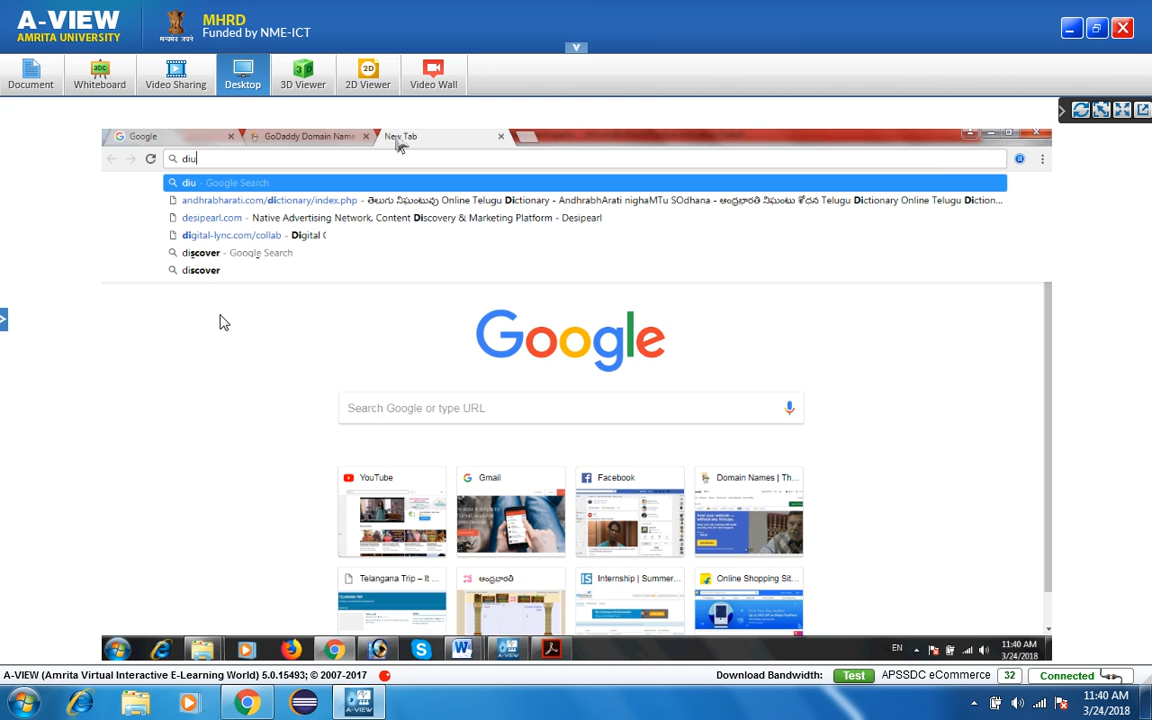 A-VIEW
AMRITA UNIVERSITY
MHRD
Funded by NME-ICT
Document
Whiteboard
Video Sharing
Desktop
3D Viewer
2D Viewer
Video Wall
Google
GoDaddy Domain Name
New Tab
diu
diu - Google Search
andhrabharati.com/dictionary/index.php - తెలుగు నిఘంటువు Online Telugu Dictionary - AndhraBhArati nighaMTu SOdhana - ఆంధ్రభారతి నిఘంటు శోధన Telugu Dictionary Online Telugu Diction...
desipearl.com - Native Advertising Network, Content Discovery & Marketing Platform - Desipearl
digital-lync.com/collab - Digital C
discover - Google Search
discover
Google
Search Google or type URL
YouTube
Gmail
Facebook
Domain Names | Th...
Telangana Trip – It ...
ఆంధ్రభారతి
Internship | Summer...
Online Shopping Sit...
EN
11:40 AM
3/24/2018
A-VIEW (Amrita Virtual Interactive E-Learning World) 5.0.15493; © 2007-2017
Download Bandwidth:
Test
APSSDC eCommerce
32
Connected
11:40 AM
3/24/2018